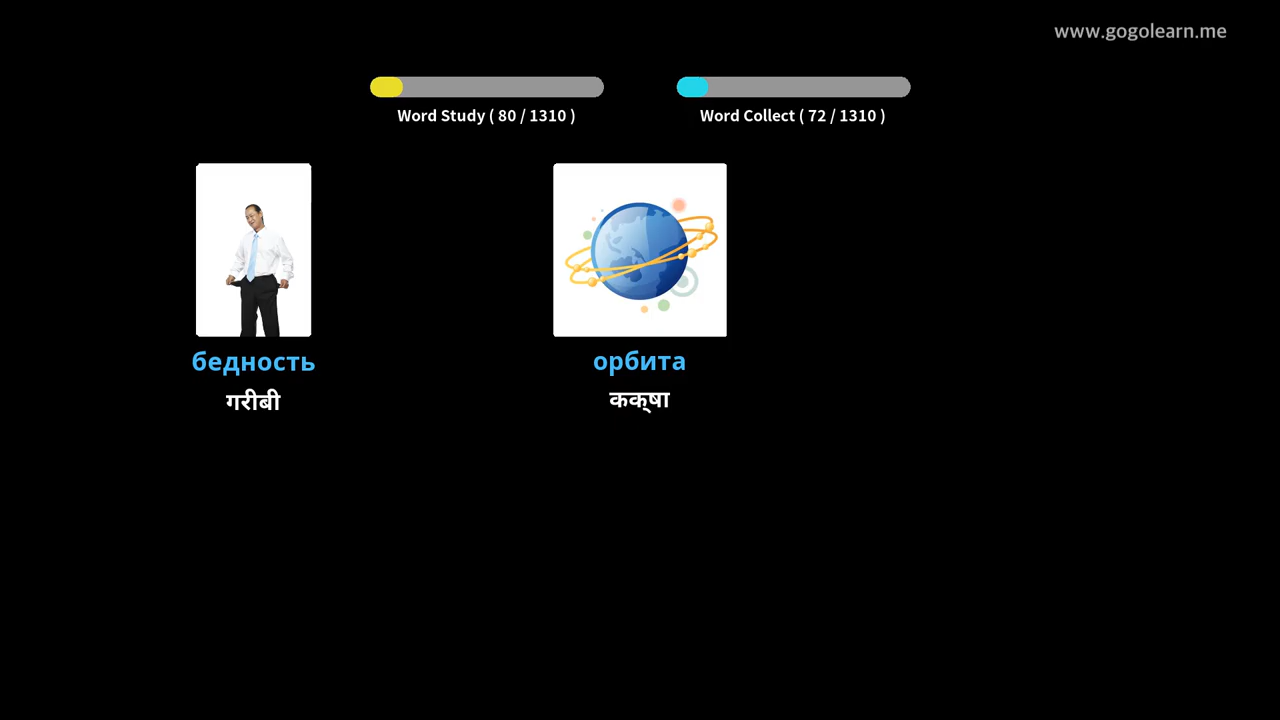 www.gogolearn.me
Word Study ( 80 / 1310 )
Word Collect ( 72 / 1310 )
бедность
орбита
गरीबी
कक्षा